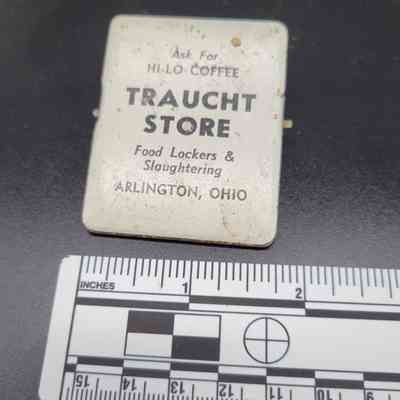 Ask For
HI-LO COFFEE
TRAUCHT
STORE
Food Lockers &
Slaughtering
ARLINGTON, OHIO
INCHES 1 2
15 14 13 12 11 10 9